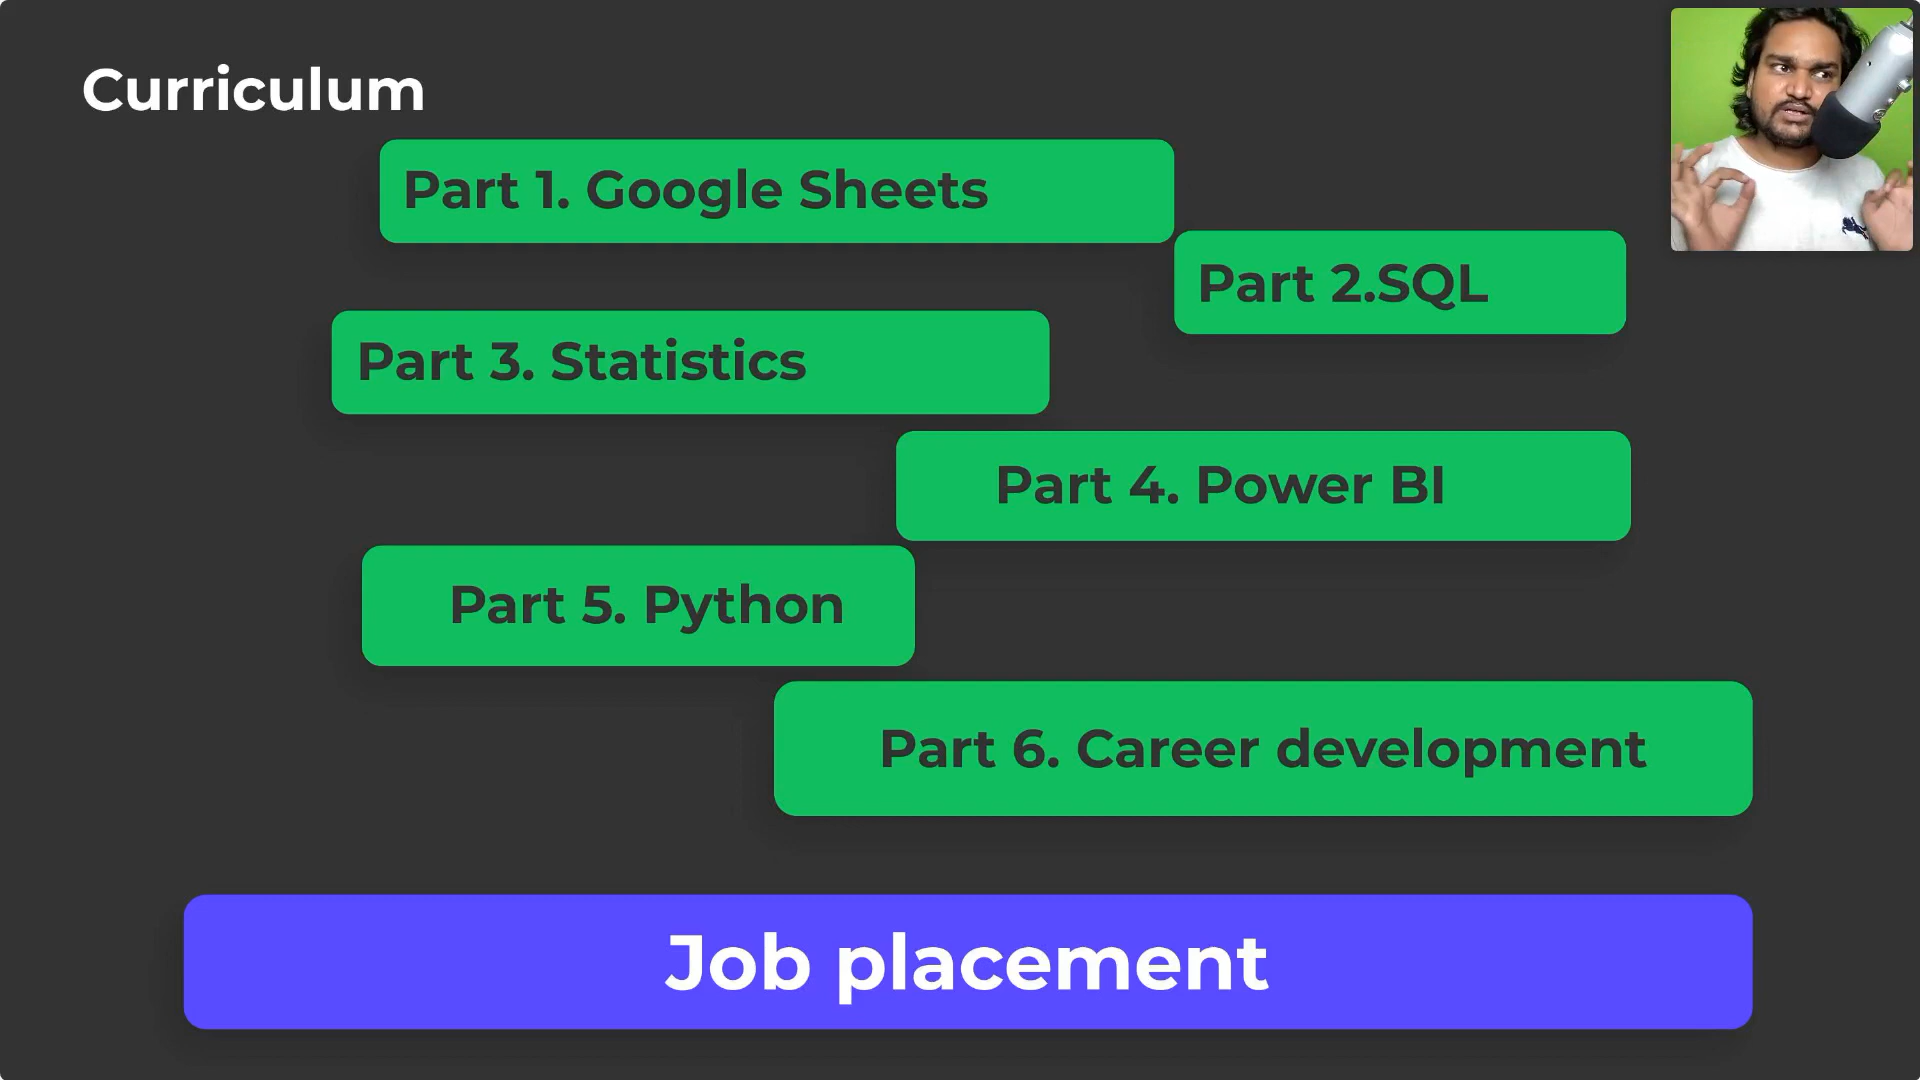 Curriculum
Part 1. Google Sheets
Part 2.SQL
Part 3. Statistics
Part 4. Power BI
Part 5. Python
Part 6. Career development
Job placement